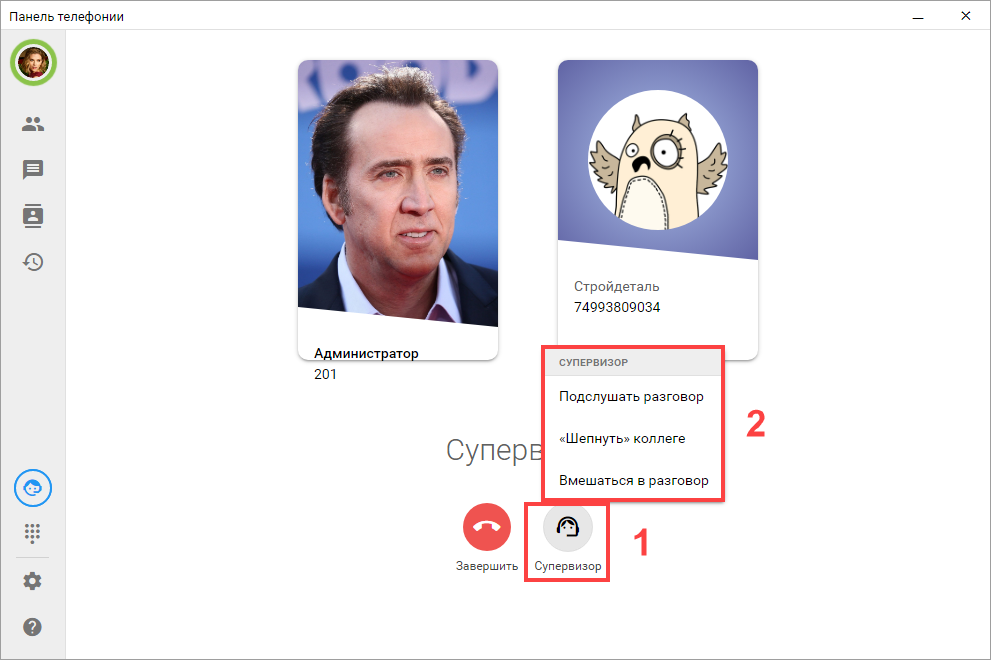 Панель телефонии
Стройдеталь
74993809034
Администратор
201
СУПЕРВИЗОР
Подслушать разговор
«Шепнуть» коллеге
Вмешаться в разговор
2
Суперв
1
Завершить
Супервизор